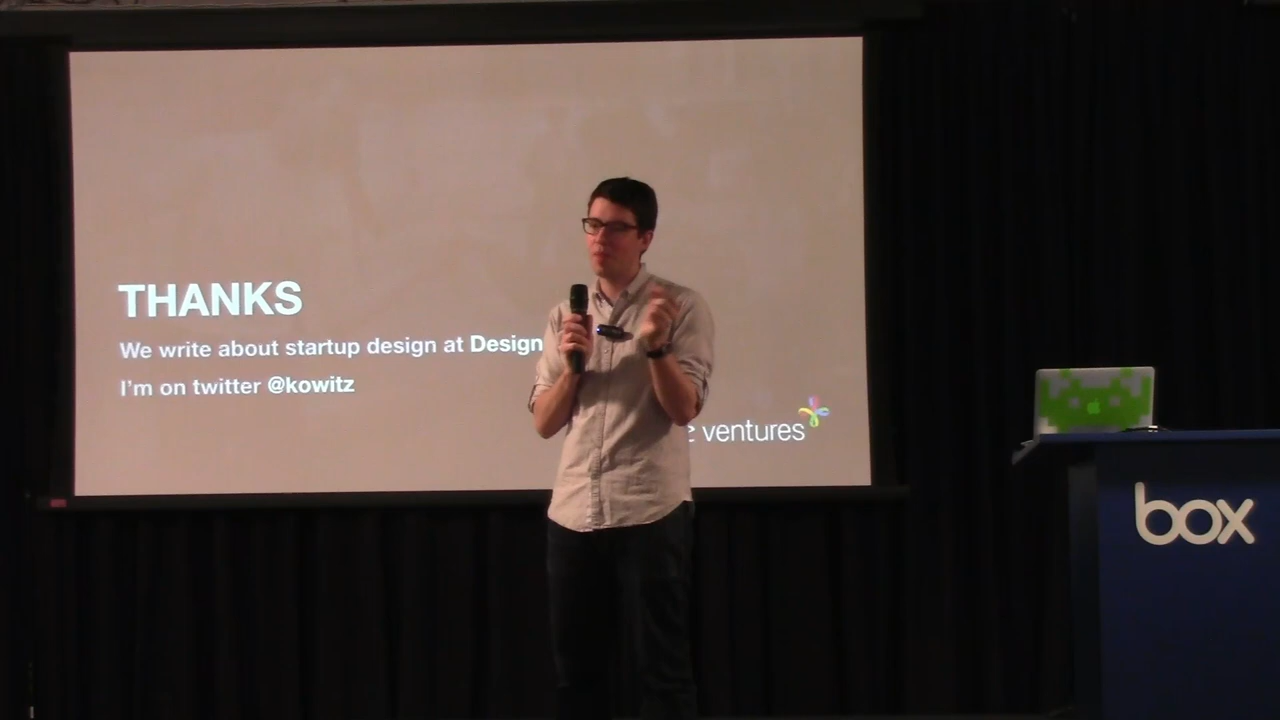 THANKS
We write about startup design at Design
I'm on twitter @kowitz
ventures
box